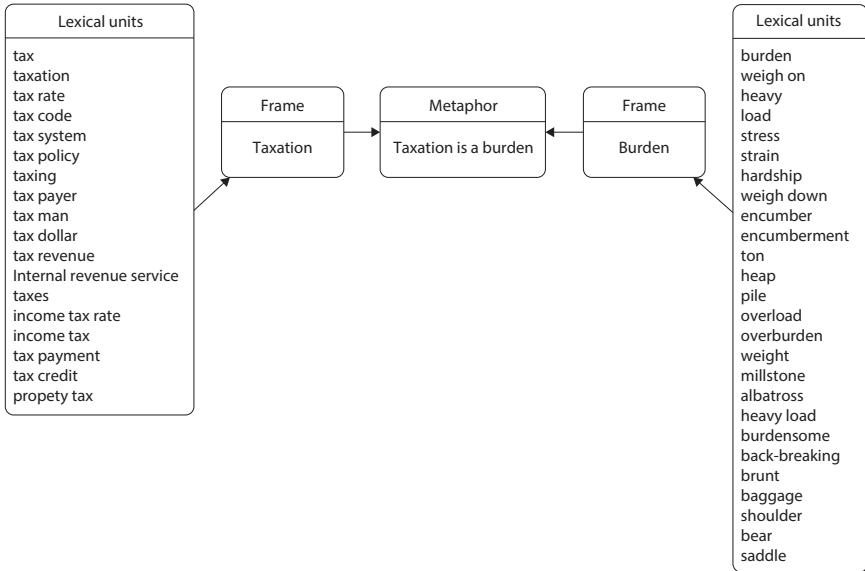 Lexical units
tax
taxation
tax rate
tax code
tax system
tax policy
taxing
tax payer
tax man
tax dollar
tax revenue
Internal revenue service
taxes
income tax rate
income tax
tax payment
tax credit
propety tax
Frame
Taxation
Metaphor
Taxation is a burden
Frame
Burden
Lexical units
burden
weigh on
heavy
load
stress
strain
hardship
weigh down
encumber
encumberment
ton
heap
pile
overload
overburden
weight
millstone
albatross
heavy load
burdensome
back-breaking
brunt
baggage
shoulder
bear
saddle